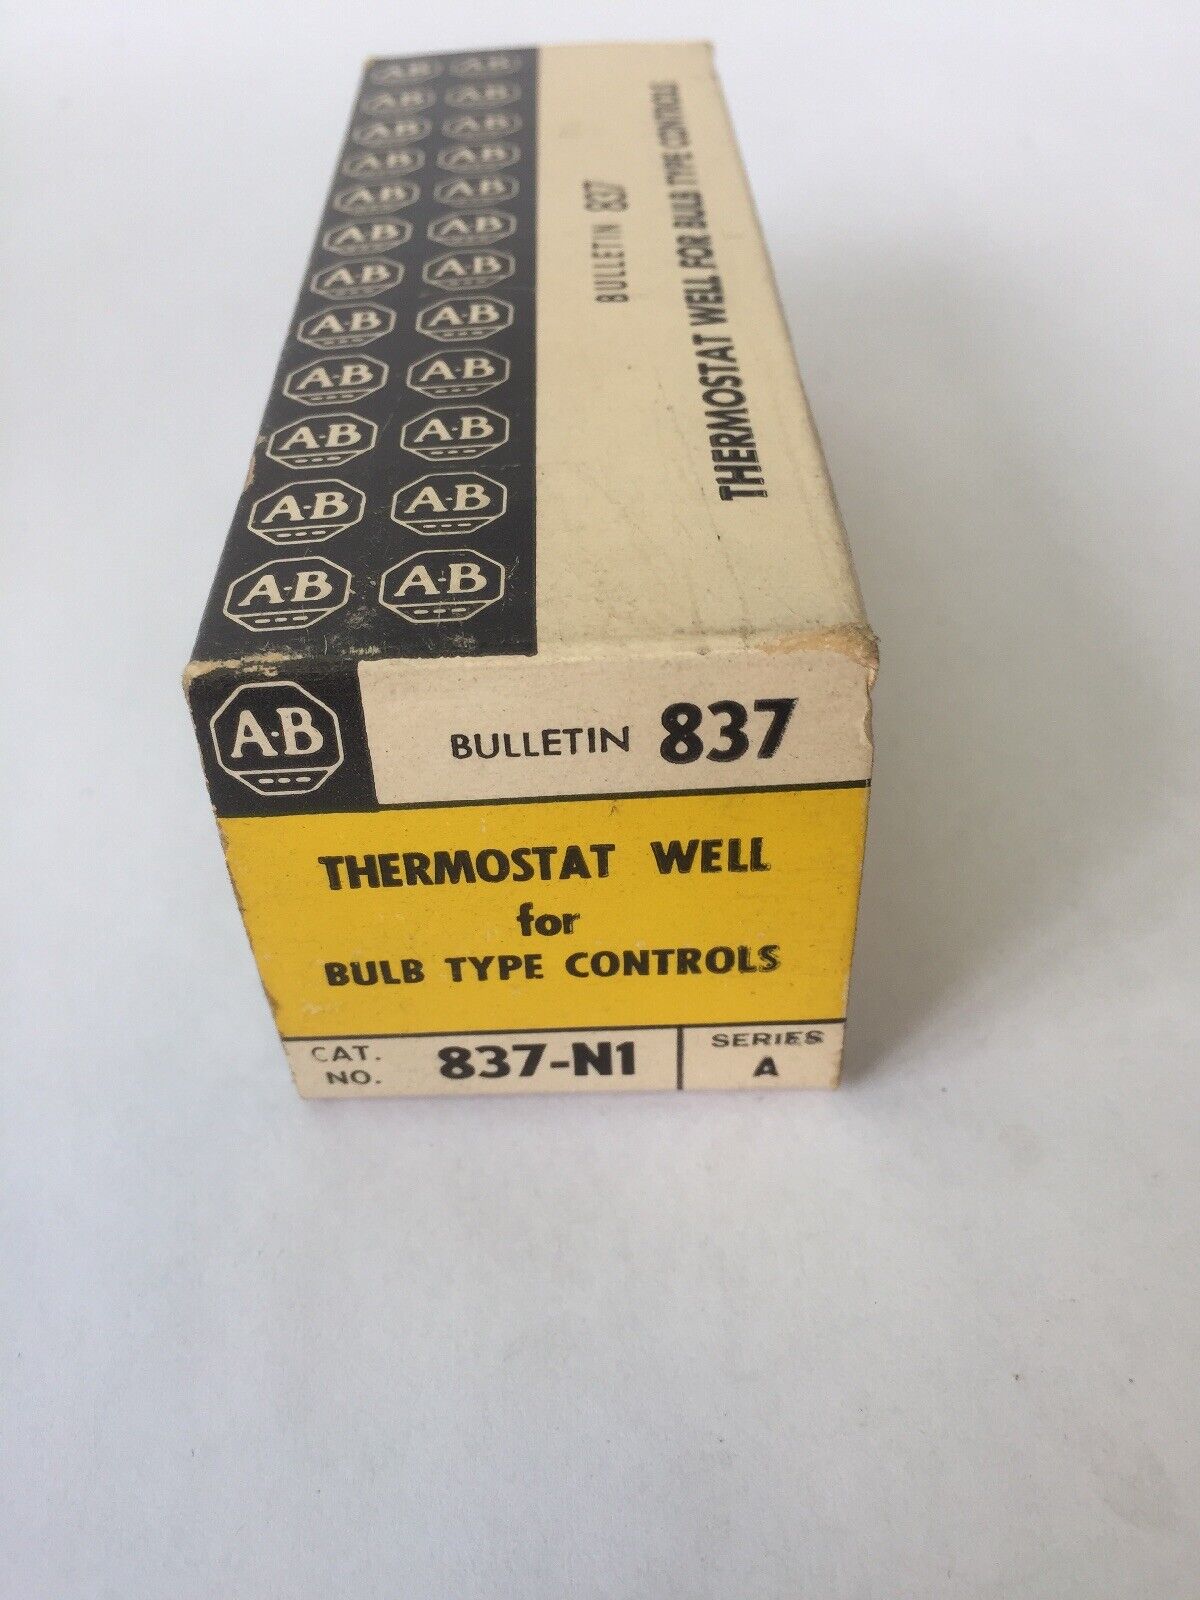 A-B A-B
A-B A-B
A-B A-B
A-B A-B
A-B A-B
A-B A-B
A-B A-B
A-B A-B
A-B A-B
A-B A-B
A-B A-B
A-B A-B
BULLETIN 837
THERMOSTAT WELL FOR BULB TYPE CONTROLS
A-B
BULLETIN 837
THERMOSTAT WELL
for
BULB TYPE CONTROLS
CAT. NO. 837-N1
SERIES A